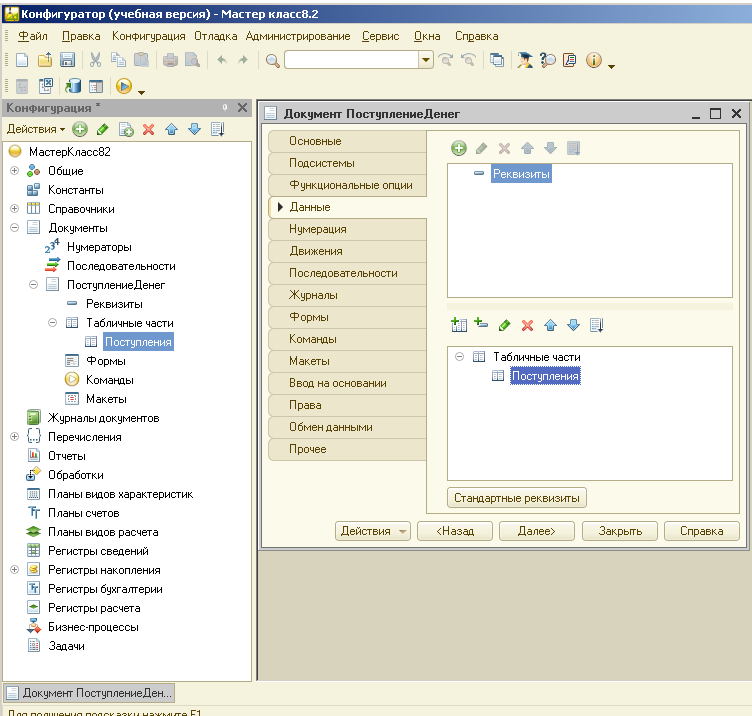 Конфигуратор (учебная версия) - Мастер класс8.2
Файл Правка Конфигурация Отладка Администрирование Сервис Окна Справка
Конфигурация *
Действия
МастерКласс82
Общие
Константы
Справочники
Документы
Нумераторы
Последовательности
ПоступлениеДенег
Реквизиты
Табличные части
Поступления
Формы
Команды
Макеты
Журналы документов
Перечисления
Отчеты
Обработки
Планы видов характеристик
Планы счетов
Планы видов расчета
Регистры сведений
Регистры накопления
Регистры бухгалтерии
Регистры расчета
Бизнес-процессы
Задачи
Документ ПоступлениеДенег
Основные
Подсистемы
Функциональные опции
Данные
Нумерация
Движения
Последовательности
Журналы
Формы
Команды
Макеты
Ввод на основании
Права
Обмен данными
Прочее
Реквизиты
Табличные части
Поступления
Стандартные реквизиты
Действия <Назад Далее> Закрыть Справка
Документ ПоступлениеДен...
Для получения подсказки нажмите F1